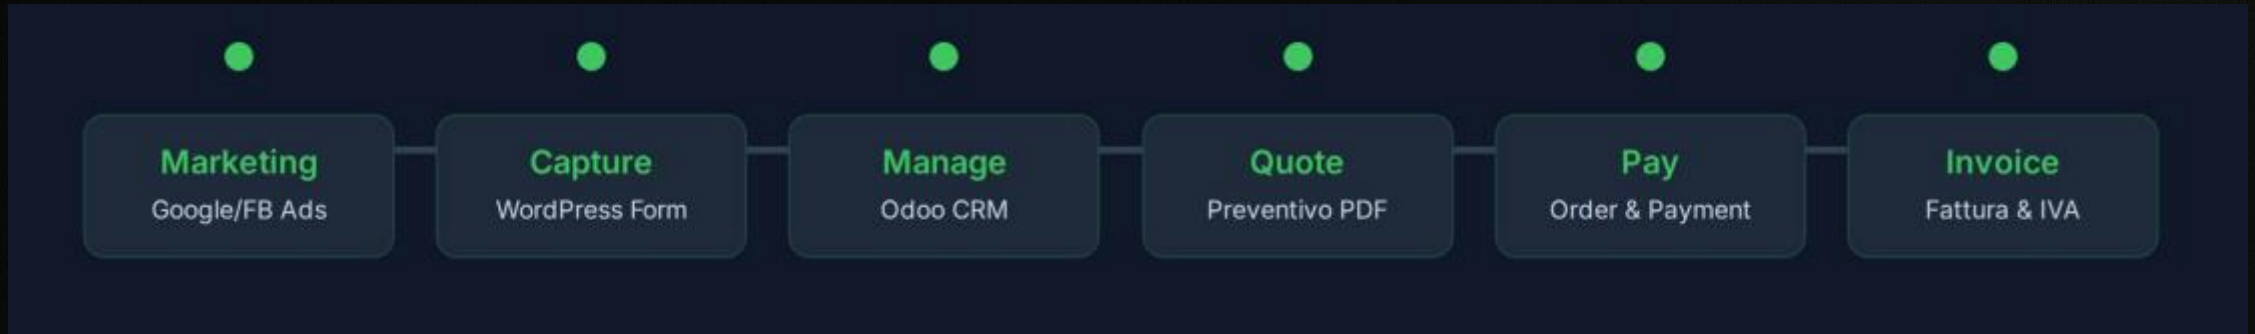 Marketing
Google/FB Ads
Capture
WordPress Form
Manage
Odoo CRM
Quote
Preventivo PDF
Pay
Order & Payment
Invoice
Fattura & IVA